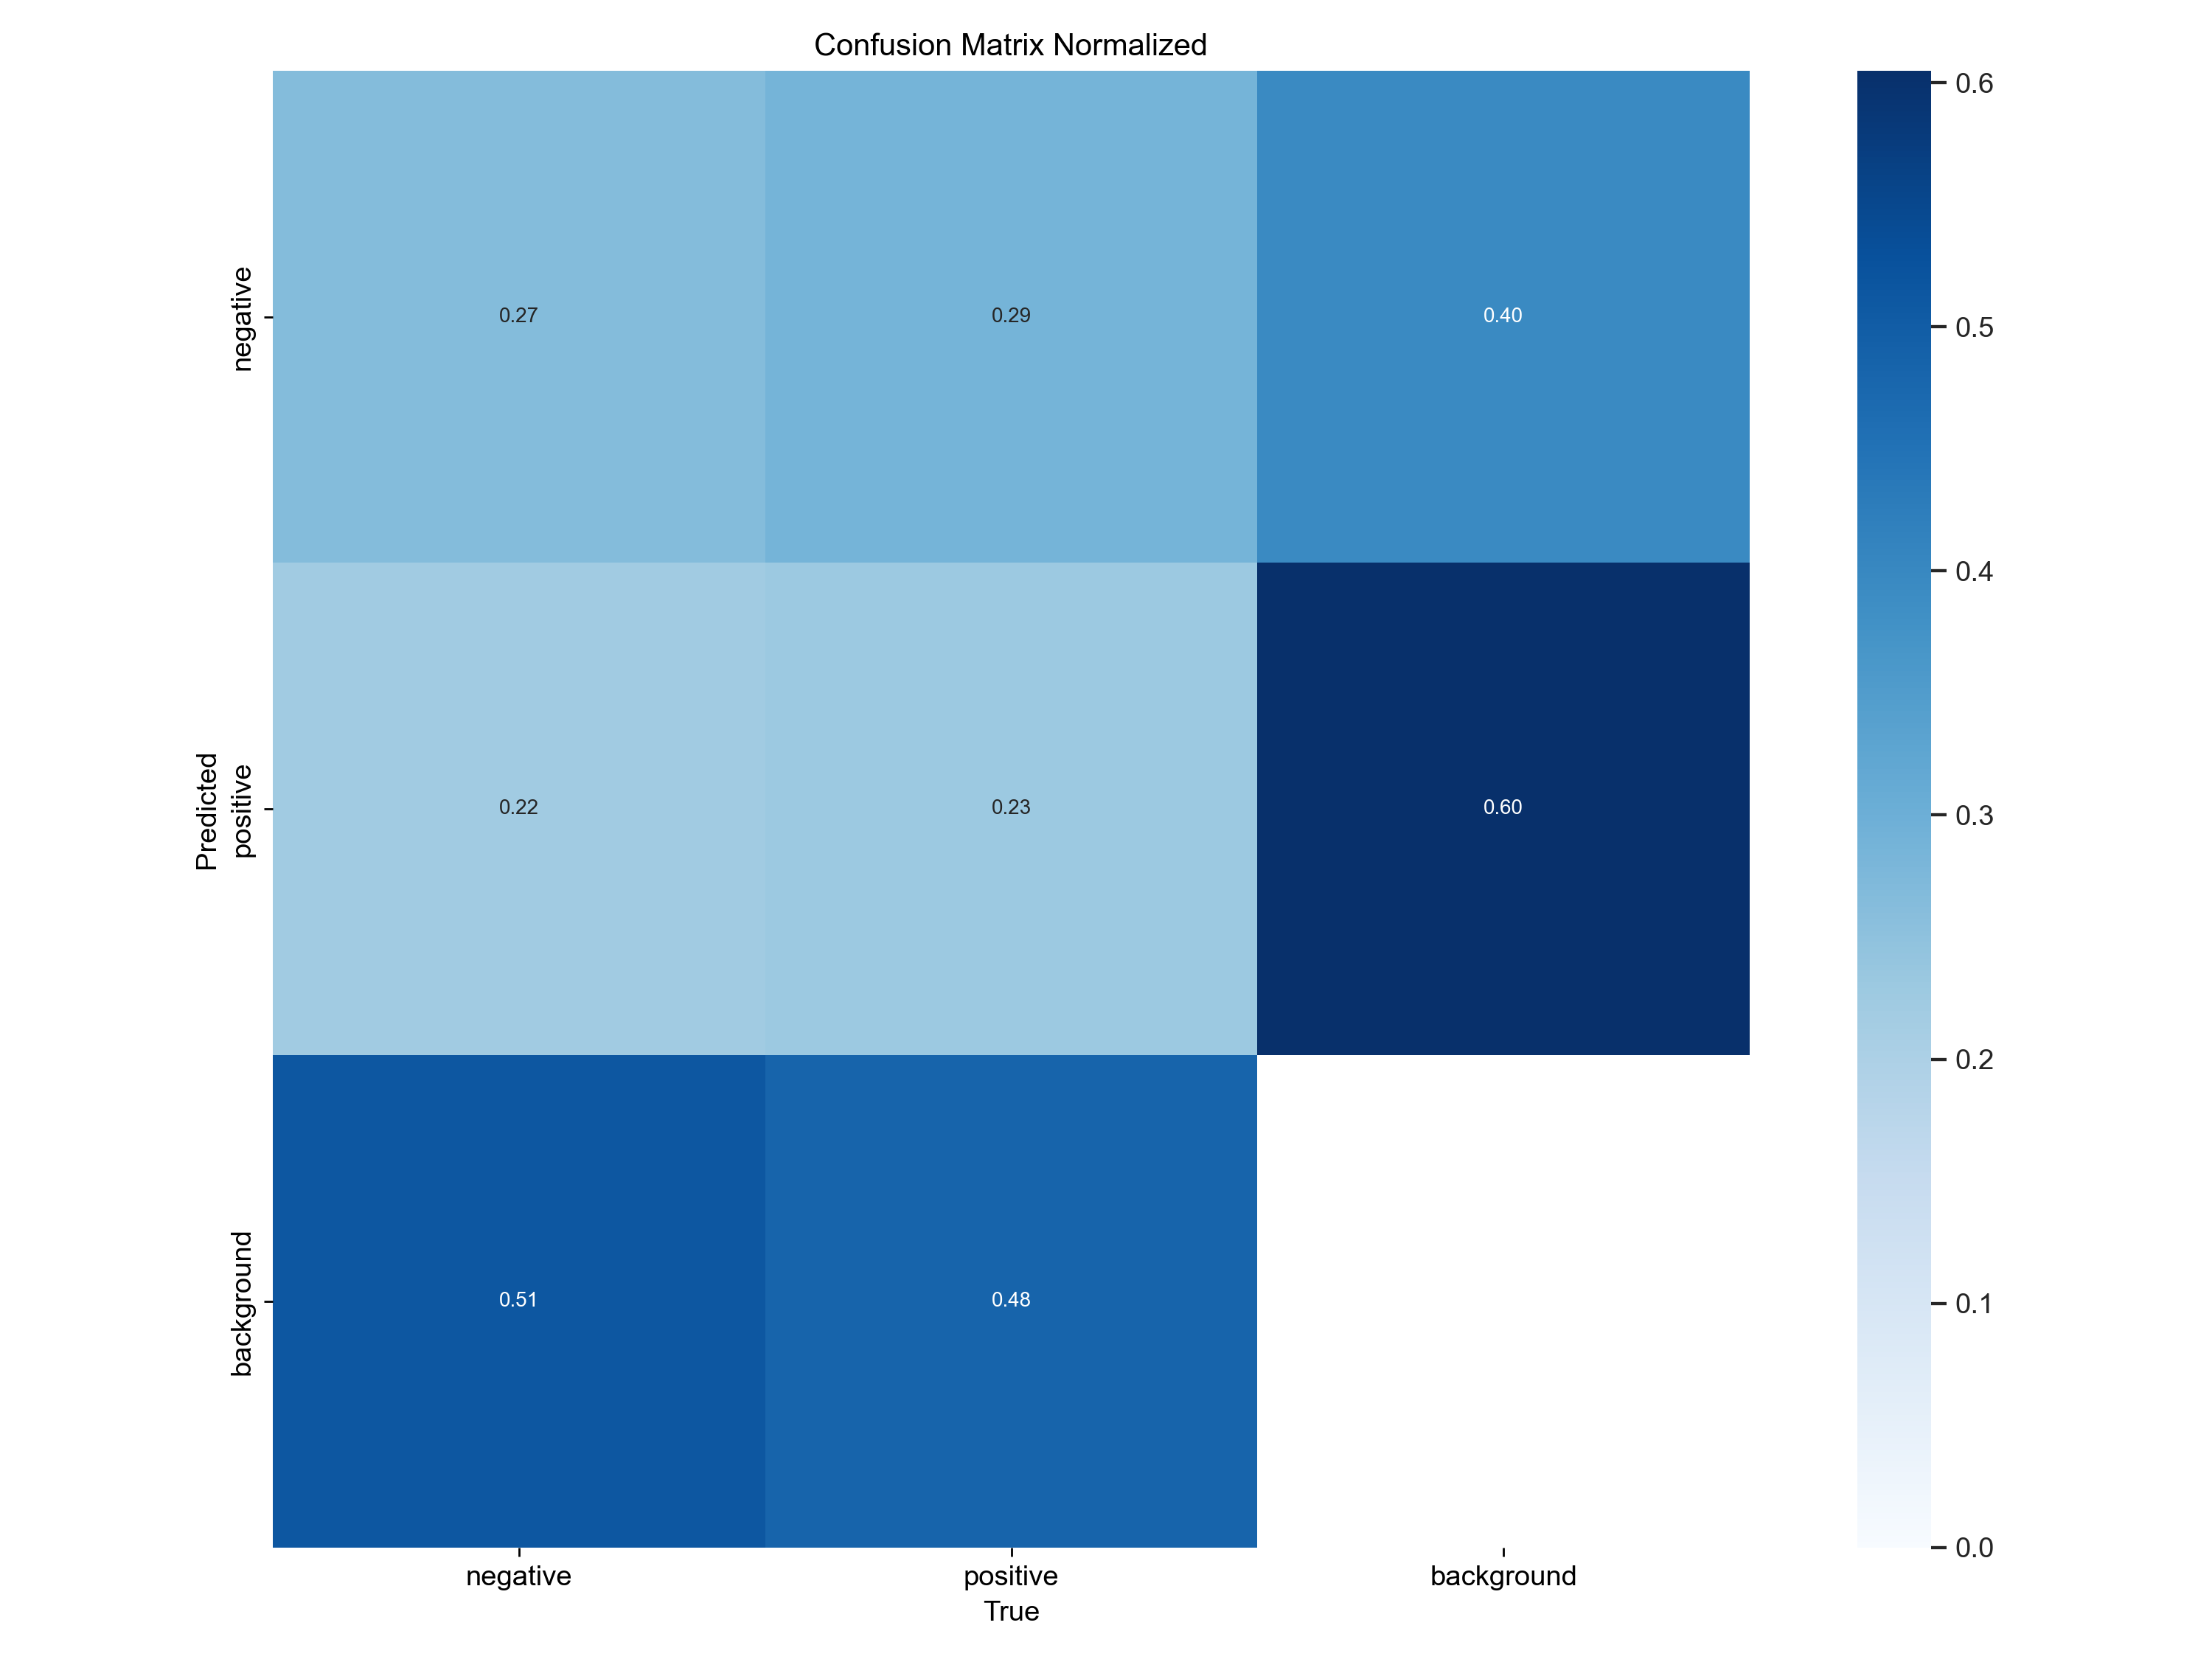 Confusion Matrix Normalized
negative
0.27
0.29
0.40
0.6
0.5
0.4
Predicted
positive
0.22
0.23
0.60
0.3
0.2
background
0.51
0.48
0.1
0.0
negative
positive
background
True